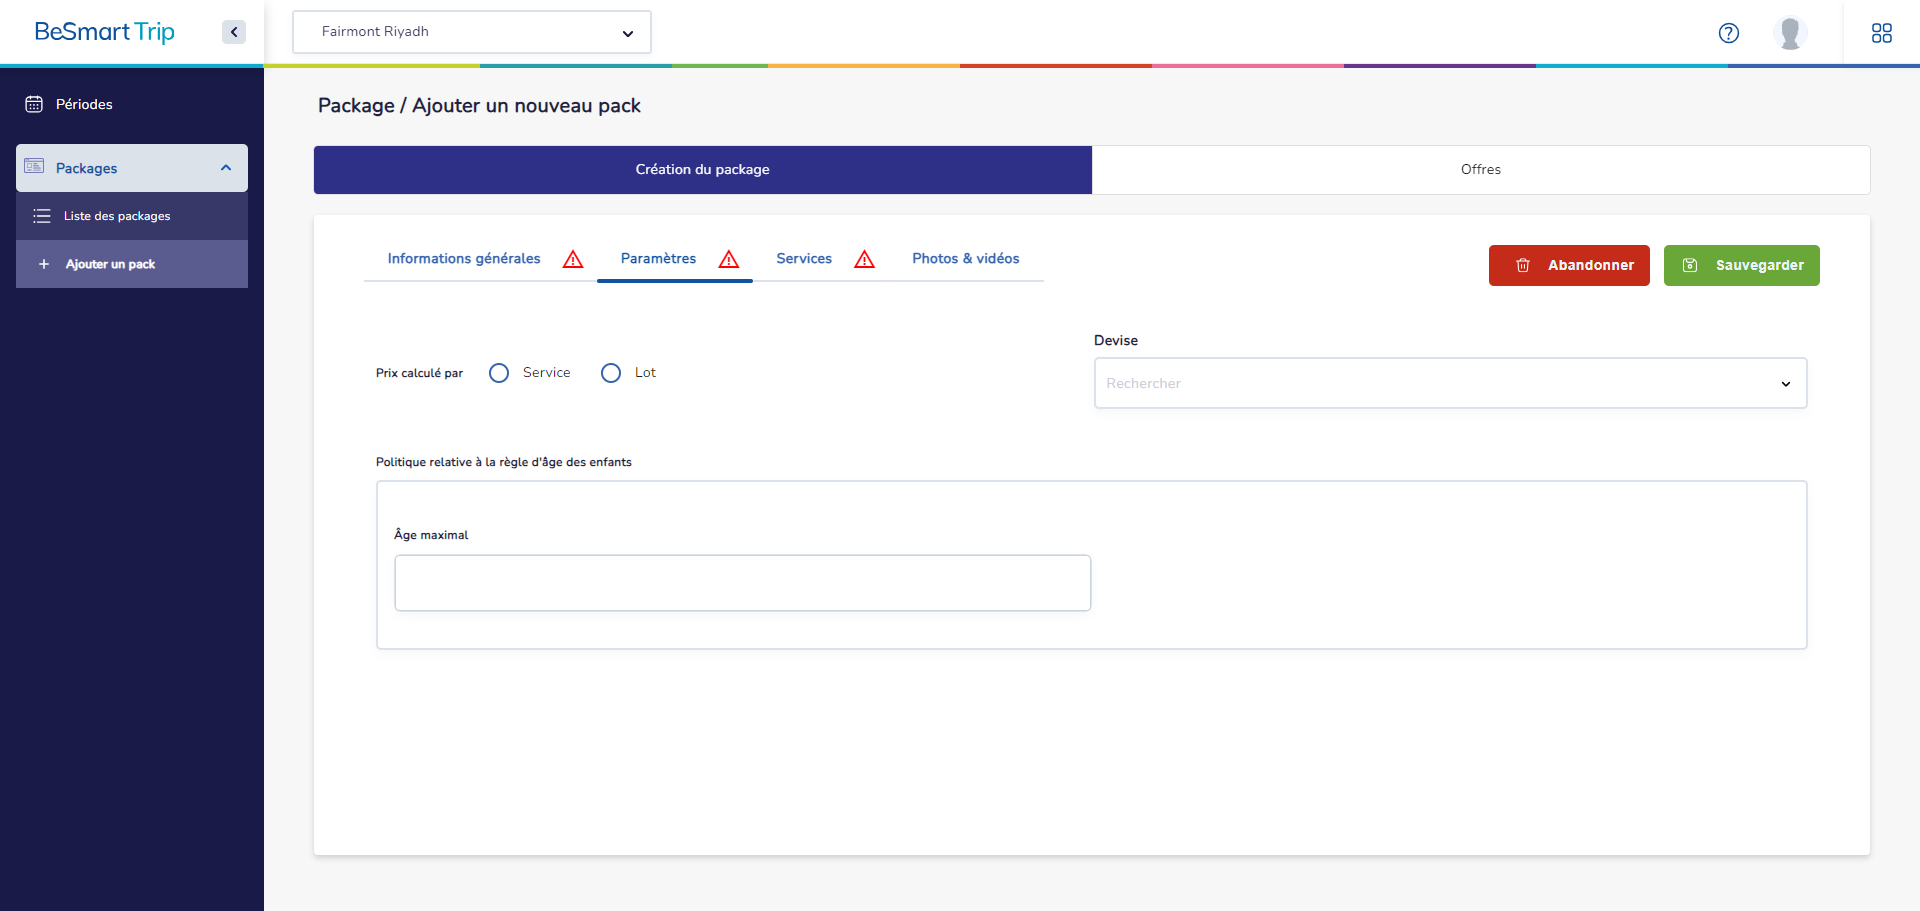 BeSmart Trip
Fairmont Riyadh
Périodes
Packages
Liste des packages
Ajouter un pack
Package / Ajouter un nouveau pack
Création du package
Offres
Informations générales
Paramètres
Services
Photos & vidéos
Abandonner
Sauvegarder
Prix calculé par
Service
Lot
Devise
Rechercher
Politique relative à la règle d'âge des enfants
Âge maximal